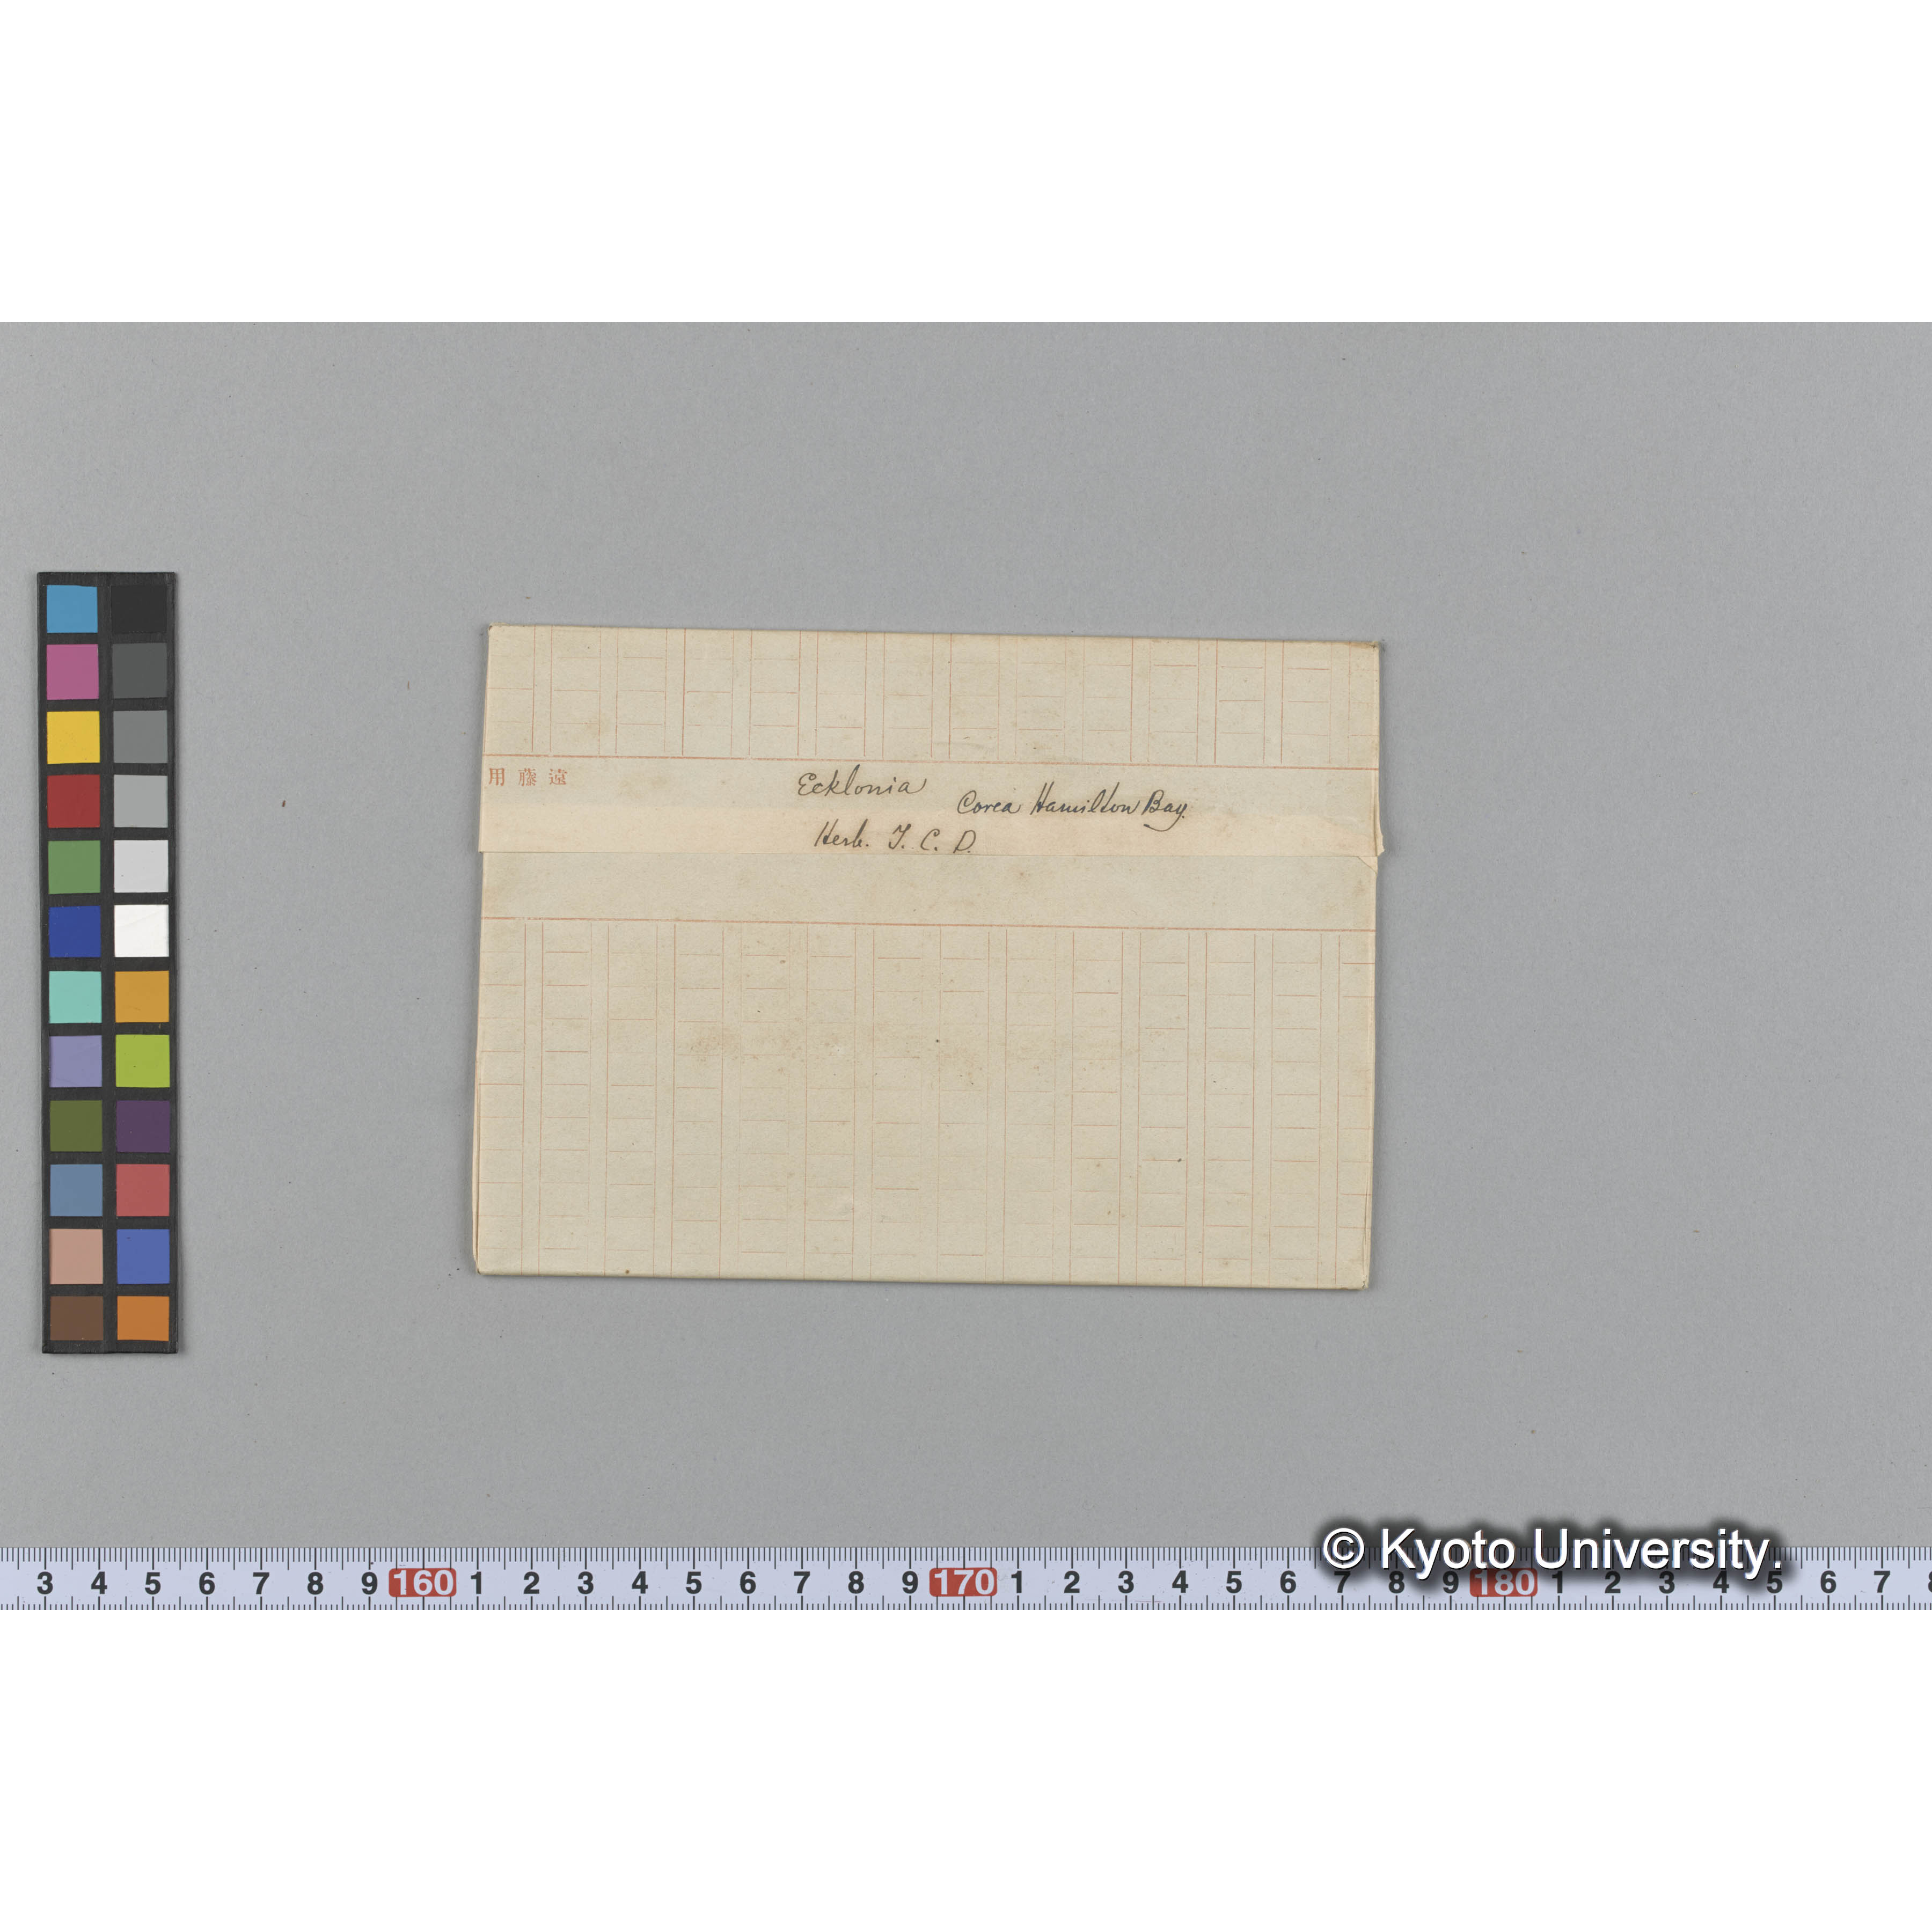 用藤遠
Ecklonia
Corea Hamilton Bay.
Herb. T. C. D.
© Kyoto University.
3 4 5 6 7 8 9 160 1 2 3 4 5 6 7 8 9 170 1 2 3 4 5 6 7 8 9 180 1 2 3 4 5 6 7 8